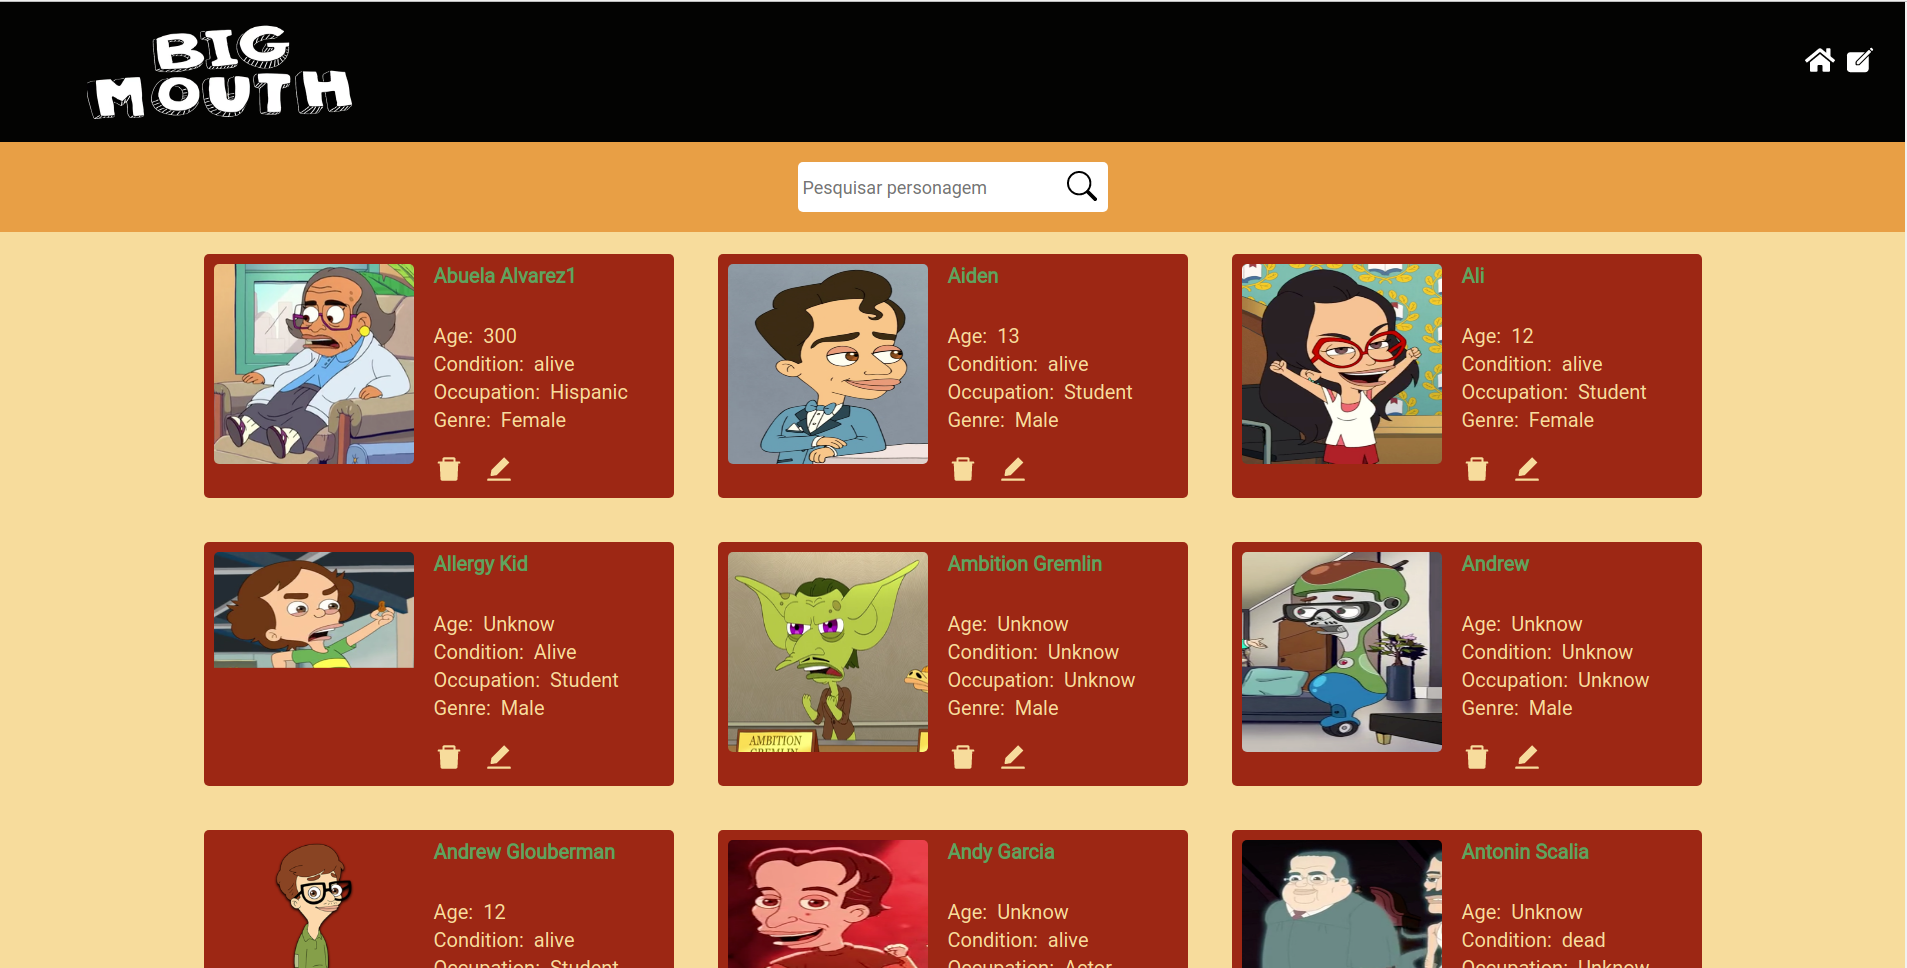 BIG
MOUTH
Pesquisar personagem
Abuela Alvarez1
Age: 300
Condition: alive
Occupation: Hispanic
Genre: Female
Aiden
Age: 13
Condition: alive
Occupation: Student
Genre: Male
Ali
Age: 12
Condition: alive
Occupation: Student
Genre: Female
Allergy Kid
Age: Unknow
Condition: Alive
Occupation: Student
Genre: Male
Ambition Gremlin
Age: Unknow
Condition: Unknow
Occupation: Unknow
Genre: Male
AMBITION
GREMLIN
Andrew
Age: Unknow
Condition: Unknow
Occupation: Unknow
Genre: Male
Andrew Glouberman
Age: 12
Condition: alive
Occupation: Student
Andy Garcia
Age: Unknow
Condition: alive
Occupation: Actor
Antonin Scalia
Age: Unknow
Condition: dead
Occupation: Unknow